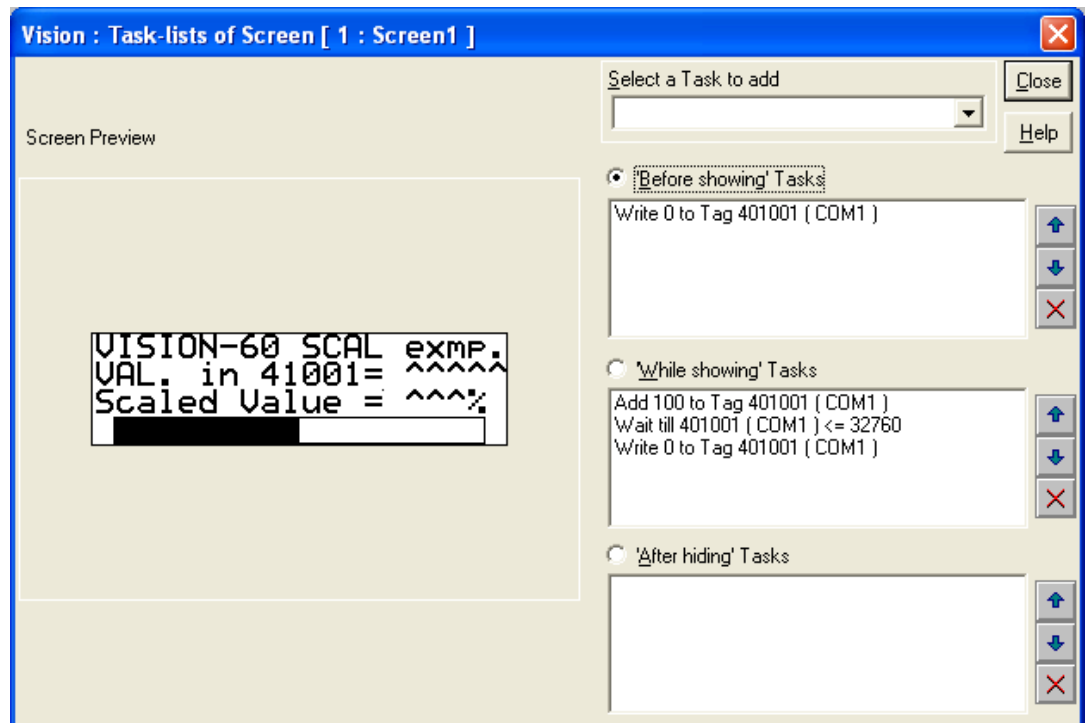 Vision : Task-lists of Screen [ 1 : Screen1 ]
Select a Task to add
Close
Help
Screen Preview
'Before showing' Tasks
Write 0 to Tag 401001 ( COM1 )
VISION-60 SCAL exmp.
VAL. in 41001= ^^^^^
Scaled Value = ^^^%
'While showing' Tasks
Add 100 to Tag 401001 ( COM1 )
Wait till 401001 ( COM1 ) <= 32760
Write 0 to Tag 401001 ( COM1 )
'After hiding' Tasks